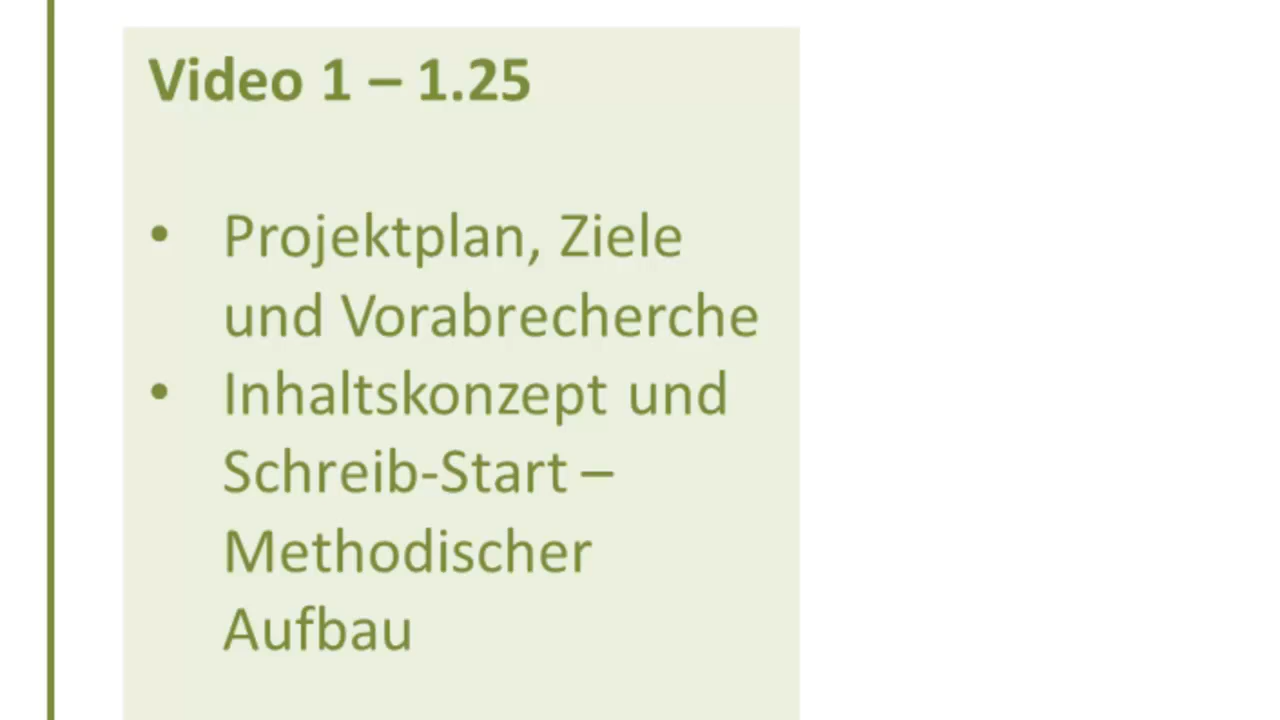 Video 1 – 1.25
• Projektplan, Ziele
und Vorabrecherche
• Inhaltskonzept und
Schreib-Start –
Methodischer
Aufbau